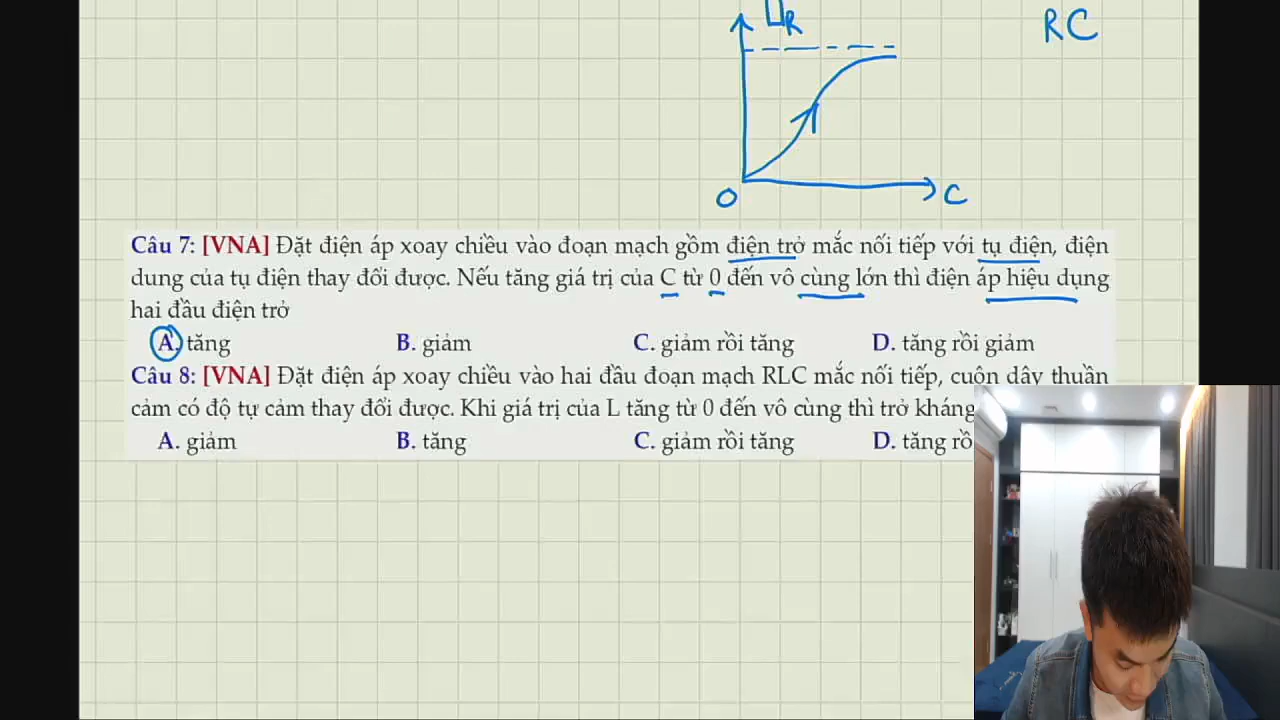 U_R
RC
O
C
Câu 7: [VNA] Đặt điện áp xoay chiều vào đoạn mạch gồm điện trở mắc nối tiếp với tụ điện, điện
dung của tụ điện thay đổi được. Nếu tăng giá trị của C từ 0 đến vô cùng lớn thì điện áp hiệu dụng
hai đầu điện trở
A. tăng B. giảm C. giảm rồi tăng D. tăng rồi giảm
Câu 8: [VNA] Đặt điện áp xoay chiều vào hai đầu đoạn mạch RLC mắc nối tiếp, cuộn dây thuần
cảm có độ tự cảm thay đổi được. Khi giá trị của L tăng từ 0 đến vô cùng thì trở kháng
A. giảm B. tăng C. giảm rồi tăng D. tăng